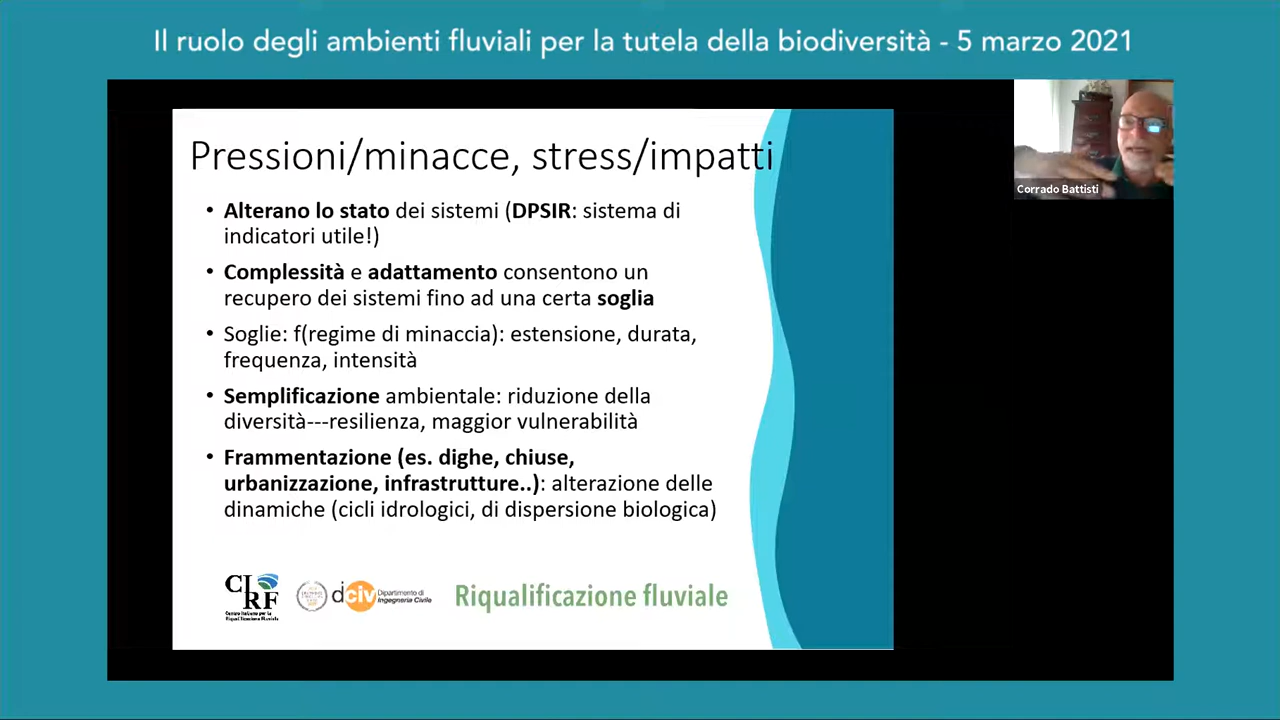 Il ruolo degli ambienti fluviali per la tutela della biodiversità - 5 marzo 2021
Corrado Battisti
Pressioni/minacce, stress/impatti
• Alterano lo stato dei sistemi (DPSIR: sistema di
indicatori utile!)
• Complessità e adattamento consentono un
recupero dei sistemi fino ad una certa soglia
• Soglie: f(regime di minaccia): estensione, durata,
frequenza, intensità
• Semplificazione ambientale: riduzione della
diversità---resilienza, maggior vulnerabilità
• Frammentazione (es. dighe, chiuse,
urbanizzazione, infrastrutture..): alterazione delle
dinamiche (cicli idrologici, di dispersione biologica)
CIRF
Centro Italiano per la
Riqualificazione Fluviale
dciv Dipartimento di
Ingegneria Civile
Riqualificazione fluviale